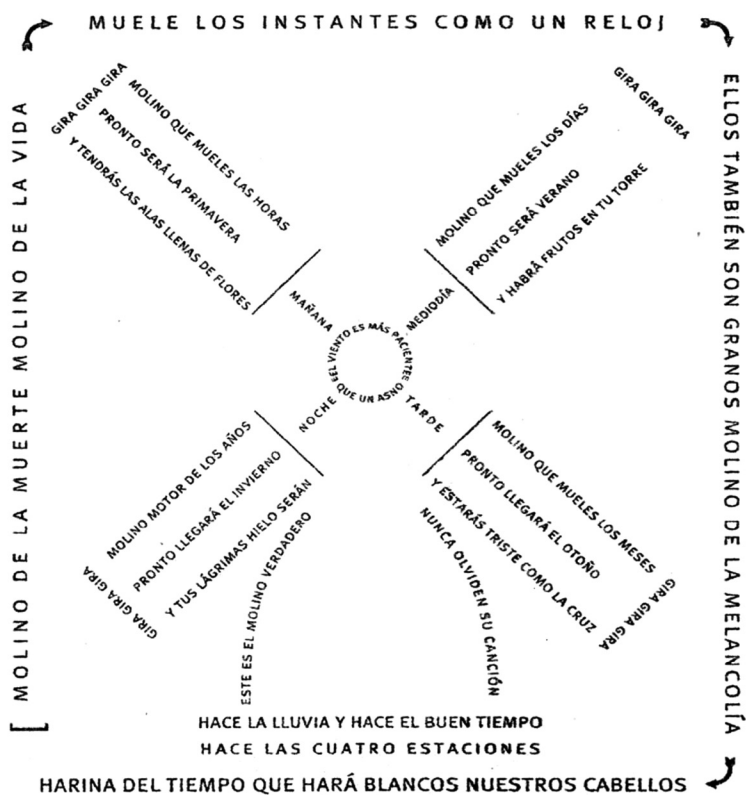 MOLINO DE LA MUERTE MOLINO DE LA VIDA
MUELE LOS INSTANTES COMO UN RELOJ
ELLOS TAMBIÉN SON GRANOS MOLINO DE LA MELANCOLÍA
HARINA DEL TIEMPO QUE HARÁ BLANCOS NUESTROS CABELLOS
GIRA GIRA GIRA
MOLINO QUE MUELES LAS HORAS
PRONTO SERÁ LA PRIMAVERA
Y TENDRÁS LAS ALAS LLENAS DE FLORES
MAÑANA
GIRA GIRA GIRA
MOLINO QUE MUELES LOS DÍAS
PRONTO SERÁ VERANO
Y HABRÁ FRUTOS EN TU TORRE
MEDIODÍA
EL VIENTO ES MÁS PACIENTES QUE UN ASNO
TARDE
MOLINO QUE MUELES LOS MESES
PRONTO LLEGARÁ EL OTOÑO
Y ESTARÁS TRISTE COMO LA CRUZ
GIRA GIRA GIRA
NOCHE
MOLINO MOTOR DE LOS AÑOS
PRONTO LLEGARÁ EL INVIERNO
Y TUS LÁGRIMAS HIELO SERÁN
GIRA GIRA GIRA
ESTE ES EL MOLINO VERDADERO
NUNCA OLVIDEN SU CANCIÓN
HACE LA LLUVIA Y HACE EL BUEN TIEMPO
HACE LAS CUATRO ESTACIONES